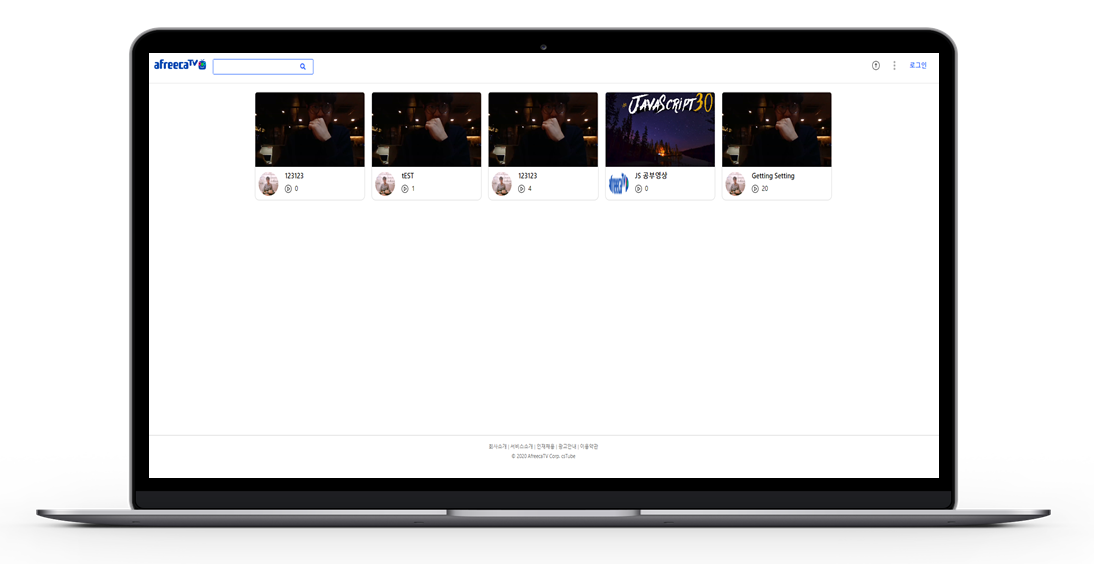 afreecaTV
로그인
JAVASCRIPT30
123123
0
tEST
1
123123
4
JS 공부영상
0
Getting Setting
20
회사소개 | 서비스소개 | 인재채용 | 광고안내 | 이용약관
© 2020 AfreecaTV Corp. csTube